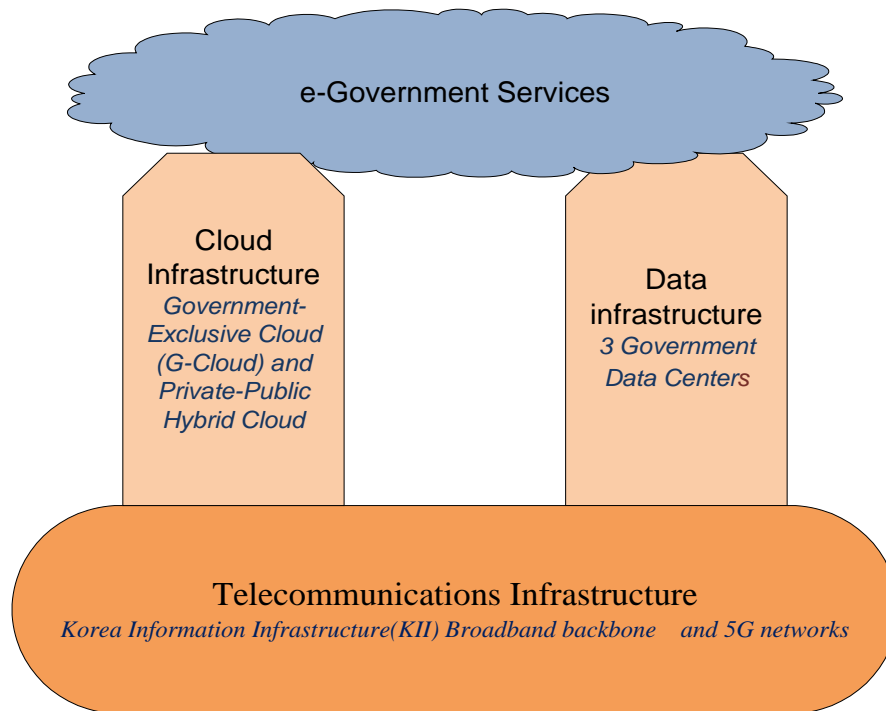 e-Government Services
Cloud
Infrastructure
Government-
Exclusive Cloud
(G-Cloud) and
Private-Public
Hybrid Cloud
Data
infrastructure
3 Government
Data Centers
Telecommunications Infrastructure
Korea Information Infrastructure(KII) Broadband backbone and 5G networks